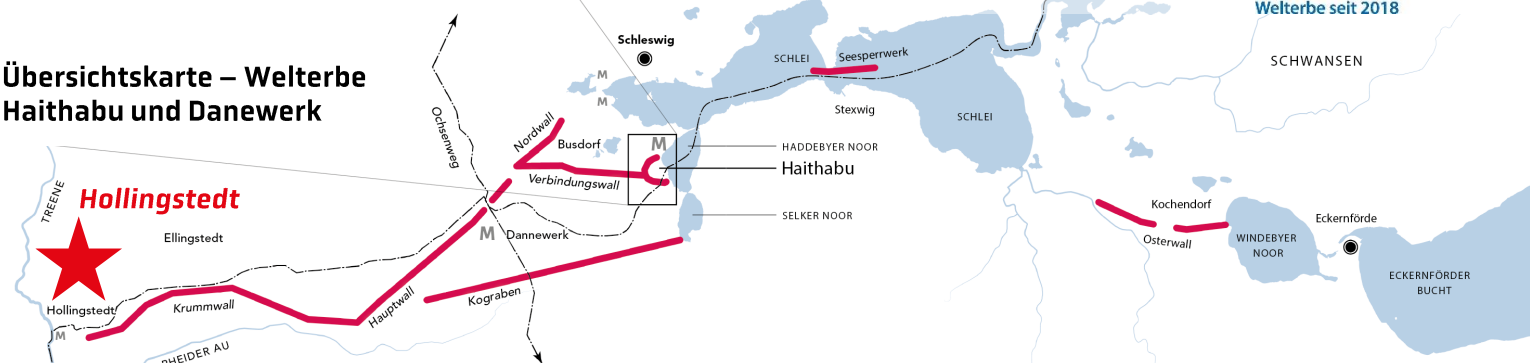 Welterbe seit 2018
Übersichtskarte – Welterbe
Haithabu und Danewerk
Schleswig
SCHLEI
Seesperrwerk
SCHWANSEN
M
M
Stexwig
SCHLEI
Ochsenweg
Nordwall
Busdorf
M
HADDEBYER NOOR
Haithabu
Verbindungswall
TREENE
Hollingstedt
SELKER NOOR
Kochendorf
Eckernförde
Ellingstedt
M
Dannewerk
Osterwall
WINDEBYER
NOOR
ECKERNFÖRDER
BUCHT
Hollingstedt
Krummwall
Hauptwall
Kograben
M
RHEIDER AU